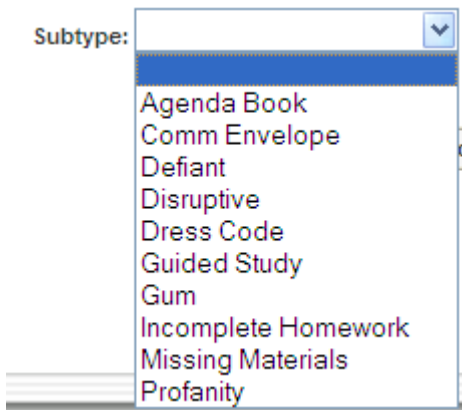 Subtype:
Agenda Book
Comm Envelope
Defiant
Disruptive
Dress Code
Guided Study
Gum
Incomplete Homework
Missing Materials
Profanity